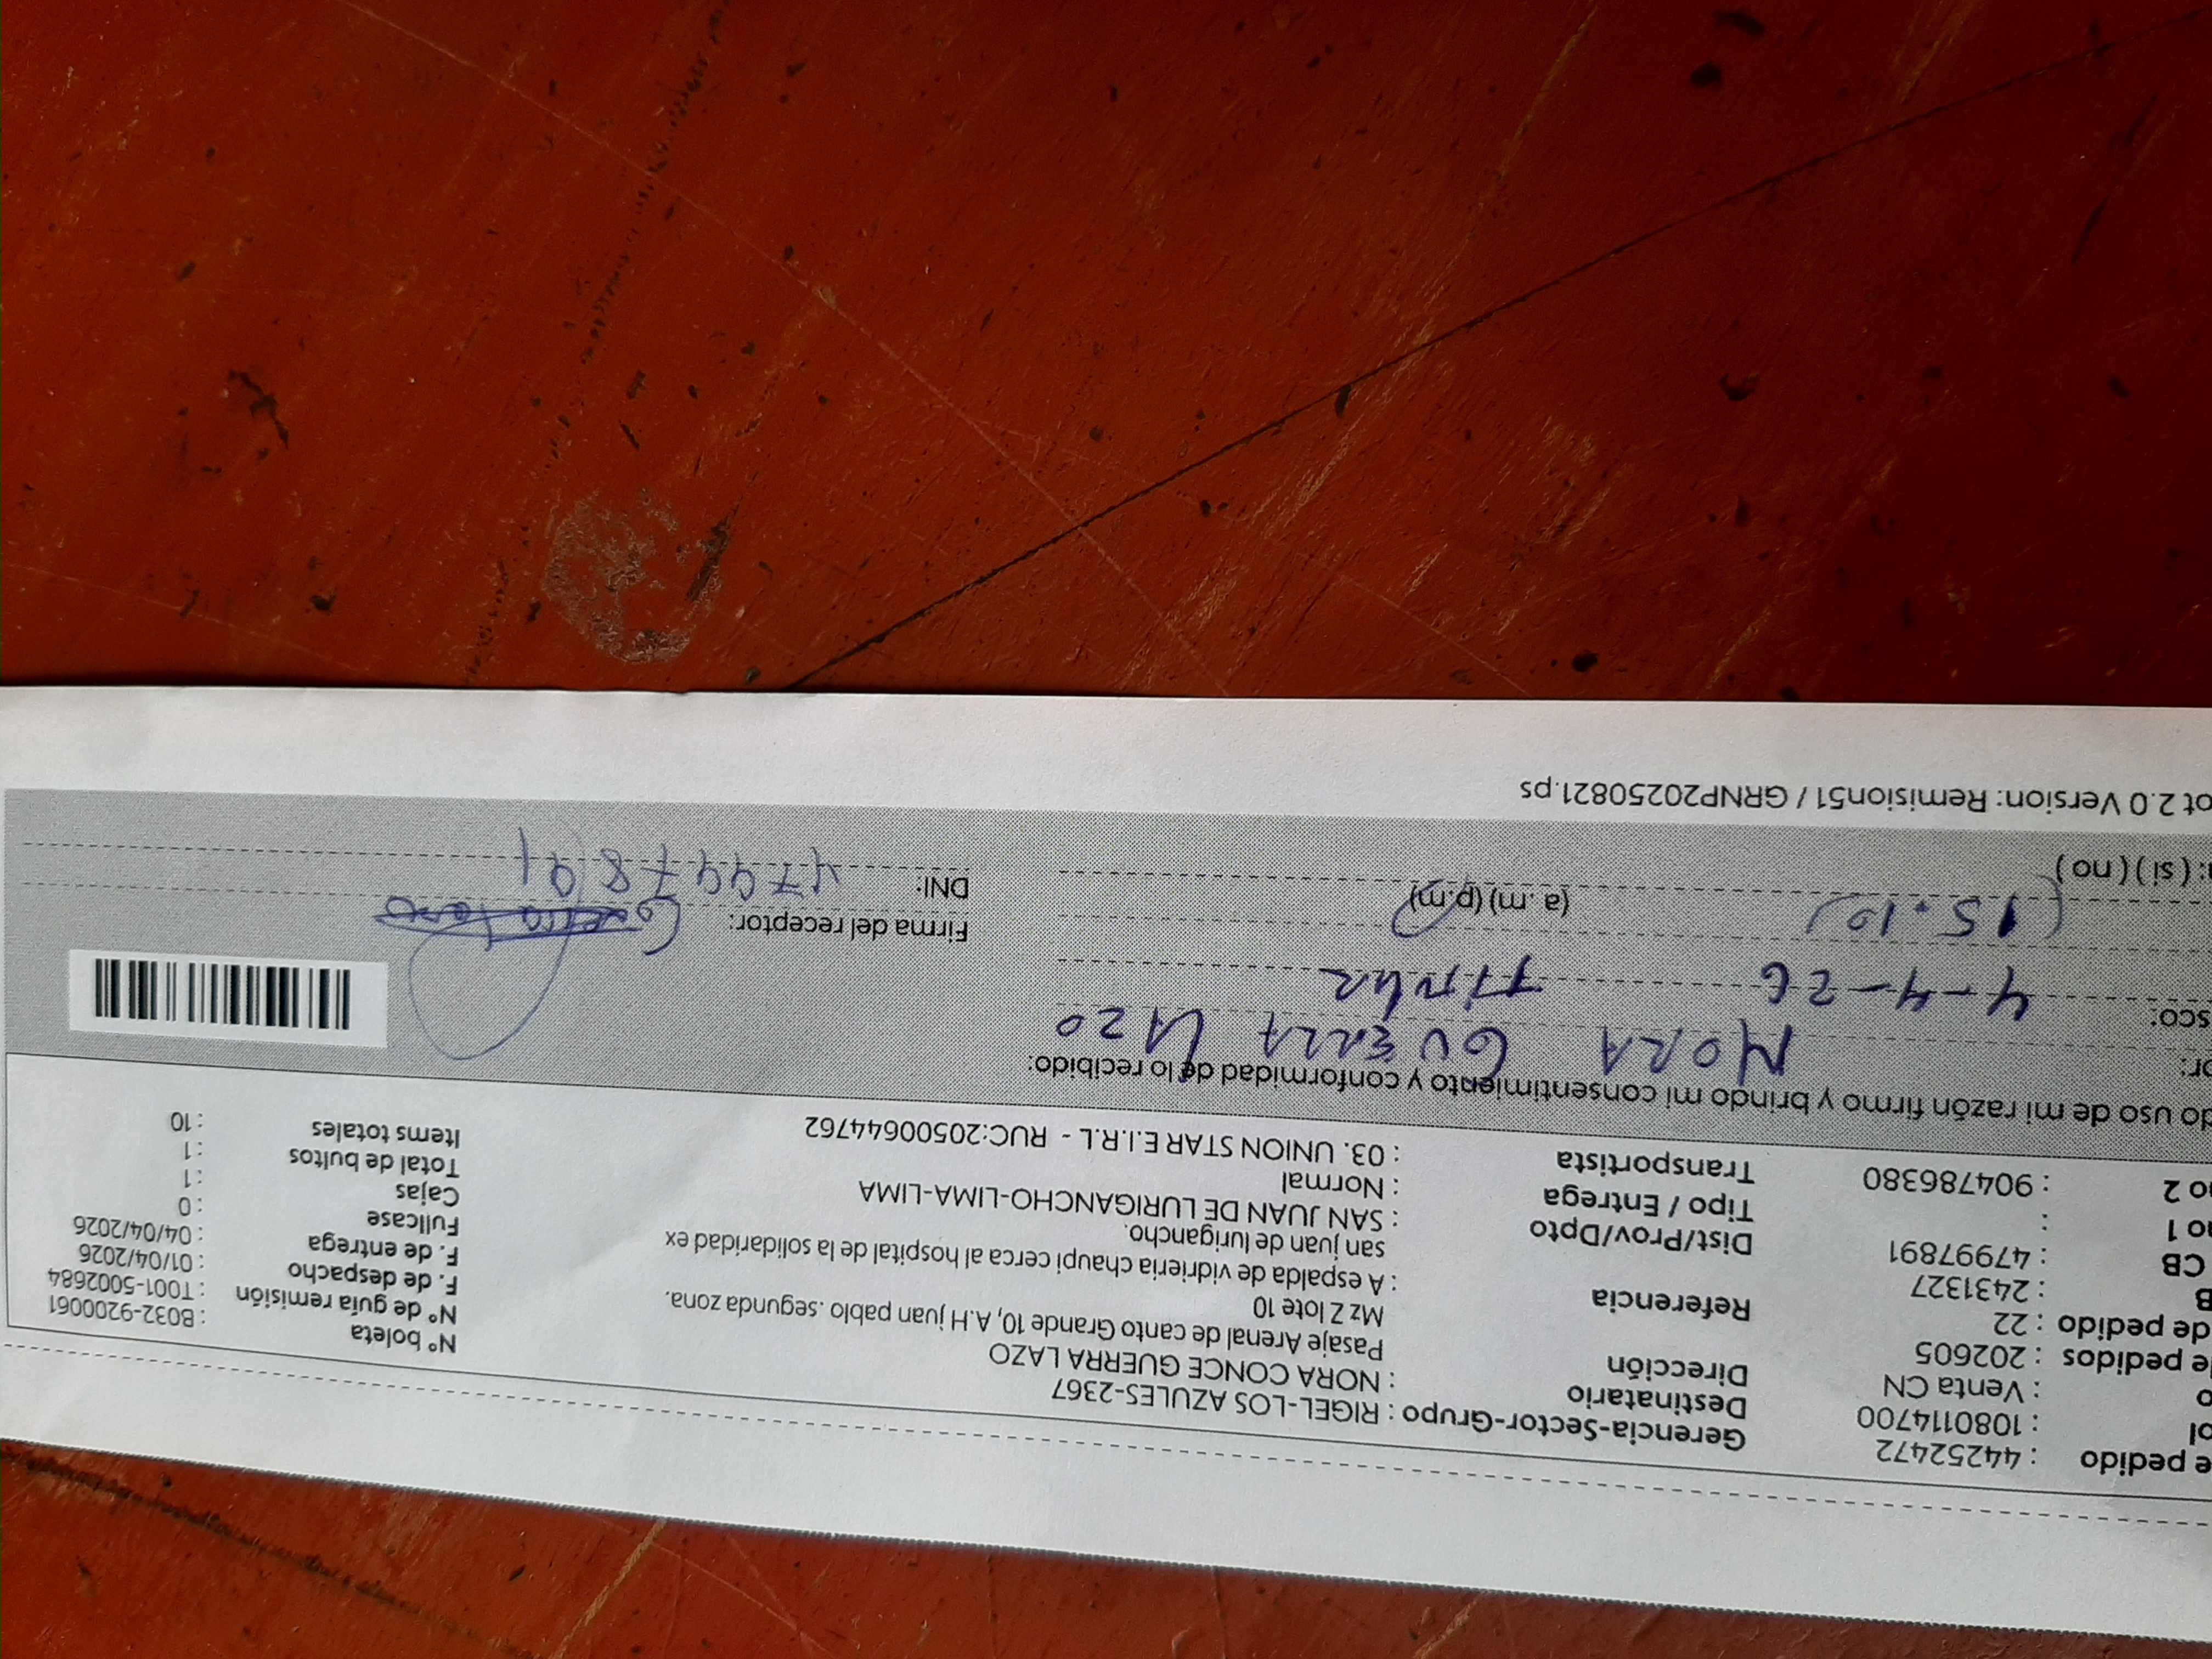 e pedido : 44252472 Gerencia-Sector-Grupo : RIGEL-LOS AZULES-2367 Nº boleta : B032-9200061
ol : 1080114700 Destinatario : NORA CONCE GUERRA LAZO Nº de guía remisión : T001-5002684
o : Venta CN Dirección Pasaje Arenal de canto Grande 10, A.H juan pablo .segunda zona. F. de despacho : 01/04/2026
e pedidos : 202605 Mz Z lote 10 F. de entrega : 04/04/2026
de pedido : 22 Referencia : A espalda de vidrieria chaupi cerca al hospital de la solidaridad ex Fullcase : 0
B : 2431327 san juan de lurigancho. Cajas : 1
CB : 47997891 Dist/Prov/Dpto : SAN JUAN DE LURIGANCHO-LIMA-LIMA Total de bultos : 1
no 1 : Tipo / Entrega : Normal Items totales : 10
no 2 : 904786380 Transportista : 03. UNION STAR E.I.R.L - RUC:20500644762
do uso de mi razón firmo y brindo mi consentimiento y conformidad de lo recibido:
or: NORA GUERRA LAZO
sco: 4-4-26
(15.10) (a.m) (p.m) Firma del receptor:
: (si) (no) DNI: 47997891
ot 2.0 Version: Remision51 / GRNP20250821.ps